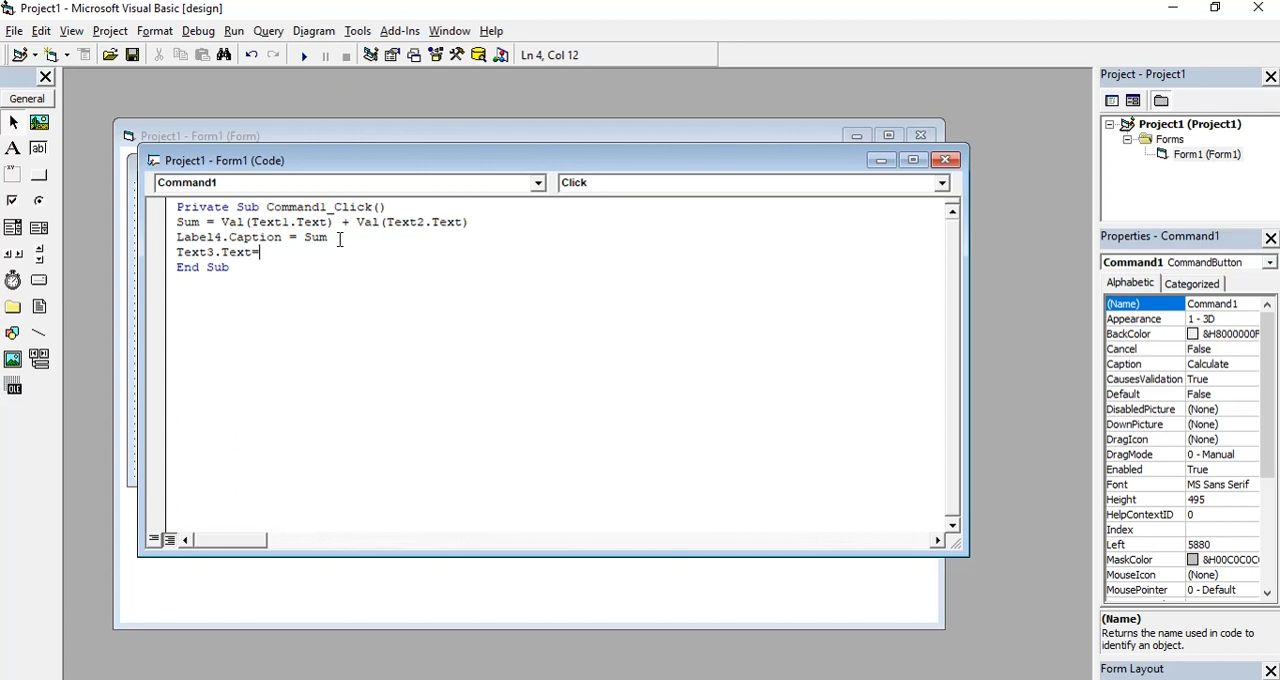 Project1 - Microsoft Visual Basic [design]
File Edit View Project Format Debug Run Query Diagram Tools Add-Ins Window Help
Ln 4, Col 12
General
A
ab|
xy
OLE
Project1 - Form1 (Form)
Project1 - Form1 (Code)
Command1
Click
Private Sub Command1_Click()
Sum = Val(Text1.Text) + Val(Text2.Text)
Label4.Caption = Sum
Text3.Text=
End Sub
Project - Project1
Project1 (Project1)
Forms
Form1 (Form1)
Properties - Command1
Command1 CommandButton
Alphabetic Categorized
(Name) Command1
Appearance 1 - 3D
BackColor &H8000000F
Cancel False
Caption Calculate
CausesValidation True
Default False
DisabledPicture (None)
DownPicture (None)
DragIcon (None)
DragMode 0 - Manual
Enabled True
Font MS Sans Serif
Height 495
HelpContextID 0
Index
Left 5880
MaskColor &H00C0C0C
MouseIcon (None)
MousePointer 0 - Default
(Name)
Returns the name used in code to
identify an object.
Form Layout